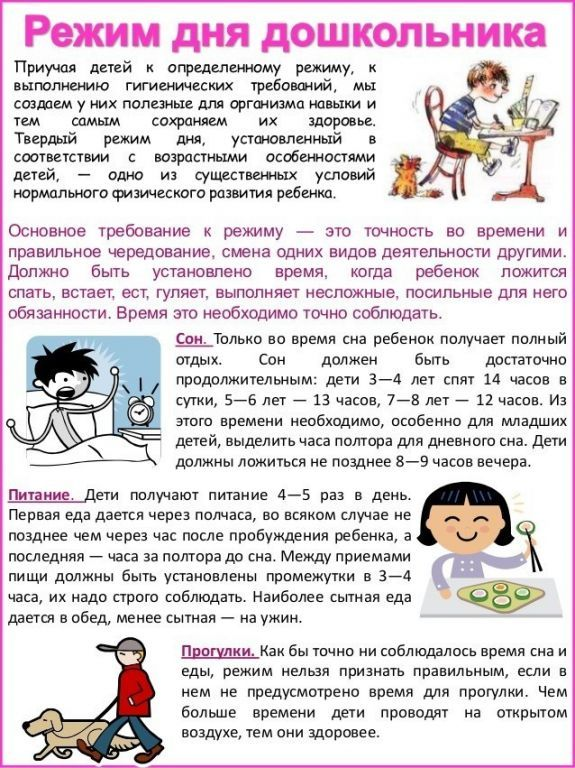 Режим дня дошкольника
Приучая детей к определенному режиму, к
выполнению гигиенических требований, мы
создаем у них полезные для организма навыки и
тем самым сохраняем их здоровье.
Твердый режим дня, установленный в
соответствии с возрастными особенностями
детей, — одно из существенных условий
нормального физического развития ребенка.
Основное требование к режиму — это точность во времени и
правильное чередование, смена одних видов деятельности другими.
Должно быть установлено время, когда ребенок ложится
спать, встает, ест, гуляет, выполняет несложные, посильные для него
обязанности. Время это необходимо точно соблюдать.
Сон. Только во время сна ребенок получает полный
отдых. Сон должен быть достаточно
продолжительным: дети 3—4 лет спят 14 часов в
сутки, 5—6 лет — 13 часов, 7—8 лет — 12 часов. Из
этого времени необходимо, особенно для младших
детей, выделить часа полтора для дневного сна. Дети
должны ложиться не позднее 8—9 часов вечера.
Питание. Дети получают питание 4—5 раз в день.
Первая еда дается через полчаса, во всяком случае не
позднее чем через час после пробуждения ребенка, а
последняя — часа за полтора до сна. Между приемами
пищи должны быть установлены промежутки в 3—4
часа, их надо строго соблюдать. Наиболее сытная еда
дается в обед, менее сытная — на ужин.
Прогулки. Как бы точно ни соблюдалось время сна и
еды, режим нельзя признать правильным, если в
нем не предусмотрено время для прогулки. Чем
больше времени дети проводят на открытом
воздухе, тем они здоровее.